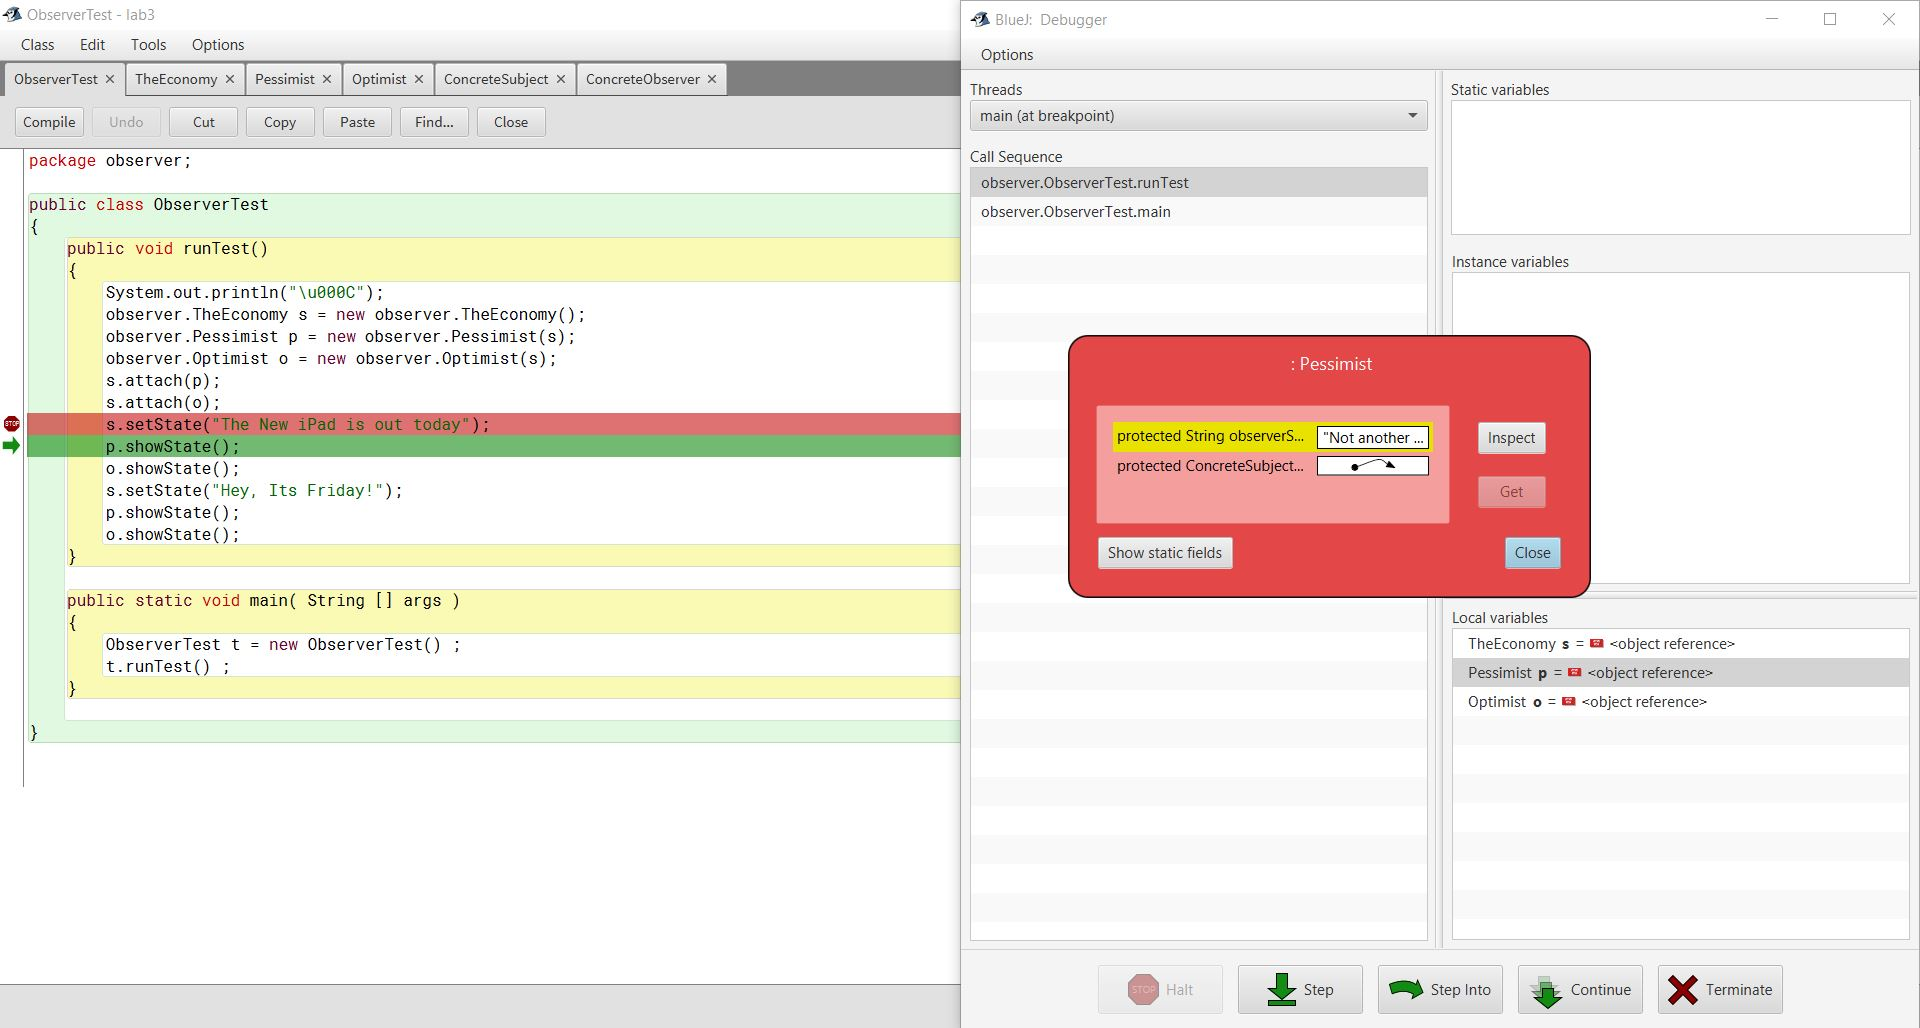 ObserverTest - lab3
Class Edit Tools Options
ObserverTest × TheEconomy × Pessimist × Optimist × ConcreteSubject × ConcreteObserver ×
Compile Undo Cut Copy Paste Find... Close
package observer;
public class ObserverTest
{
public void runTest()
{
System.out.println("\u000C");
observer.TheEconomy s = new observer.TheEconomy();
observer.Pessimist p = new observer.Pessimist(s);
observer.Optimist o = new observer.Optimist(s);
s.attach(p);
s.attach(o);
STOP s.setState("The New iPad is out today");
p.showState();
o.showState();
s.setState("Hey, Its Friday!");
p.showState();
o.showState();
}
public static void main( String [] args )
{
ObserverTest t = new ObserverTest() ;
t.runTest() ;
}
}
BlueJ: Debugger
Options
Threads
main (at breakpoint)
Call Sequence
observer.ObserverTest.runTest
observer.ObserverTest.main
Static variables
Instance variables
: Pessimist
protected String observerS... "Not another ...
protected ConcreteSubject...
Inspect
Get
Show static fields Close
Local variables
TheEconomy s = <object reference>
Pessimist p = <object reference>
Optimist o = <object reference>
STOP Halt Step Step Into Continue Terminate